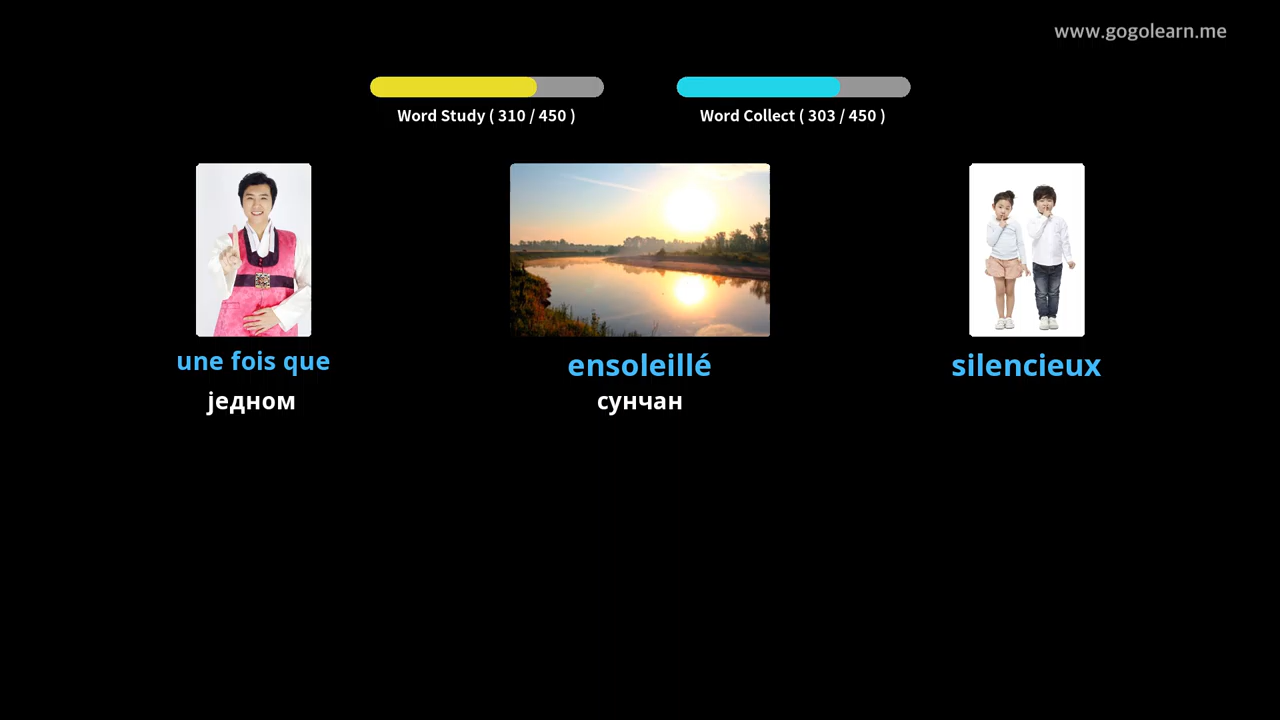 www.gogolearn.me
Word Study ( 310 / 450 )
Word Collect ( 303 / 450 )
une fois que
једном
ensoleillé
сунчан
silencieux